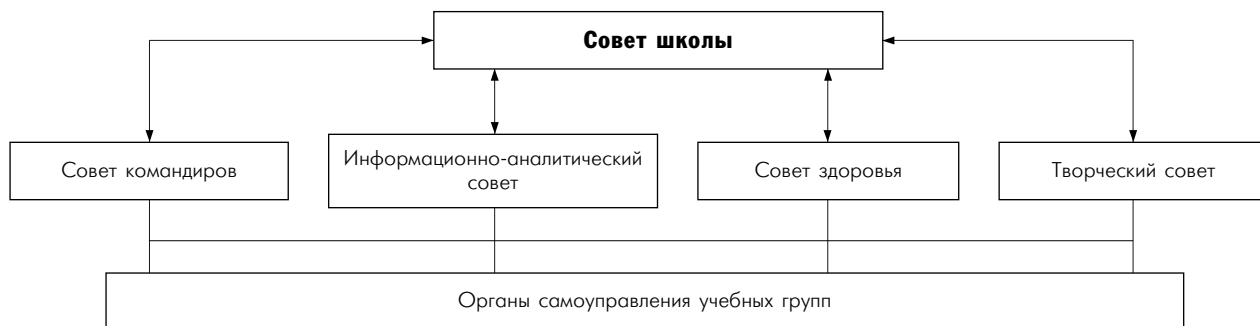 Совет школы
Совет командиров
Информационно-аналитический
совет
Совет здоровья
Творческий совет
Органы самоуправления учебных групп